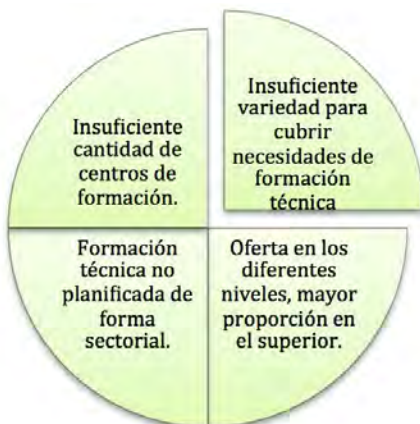 Insuficiente
cantidad de
centros de
formación.
Insuficiente
variedad para
cubrir
necesidades de
formación
técnica
Formación
técnica no
planificada de
forma
sectorial.
Oferta en los
diferentes
niveles, mayor
proporción en
el superior.